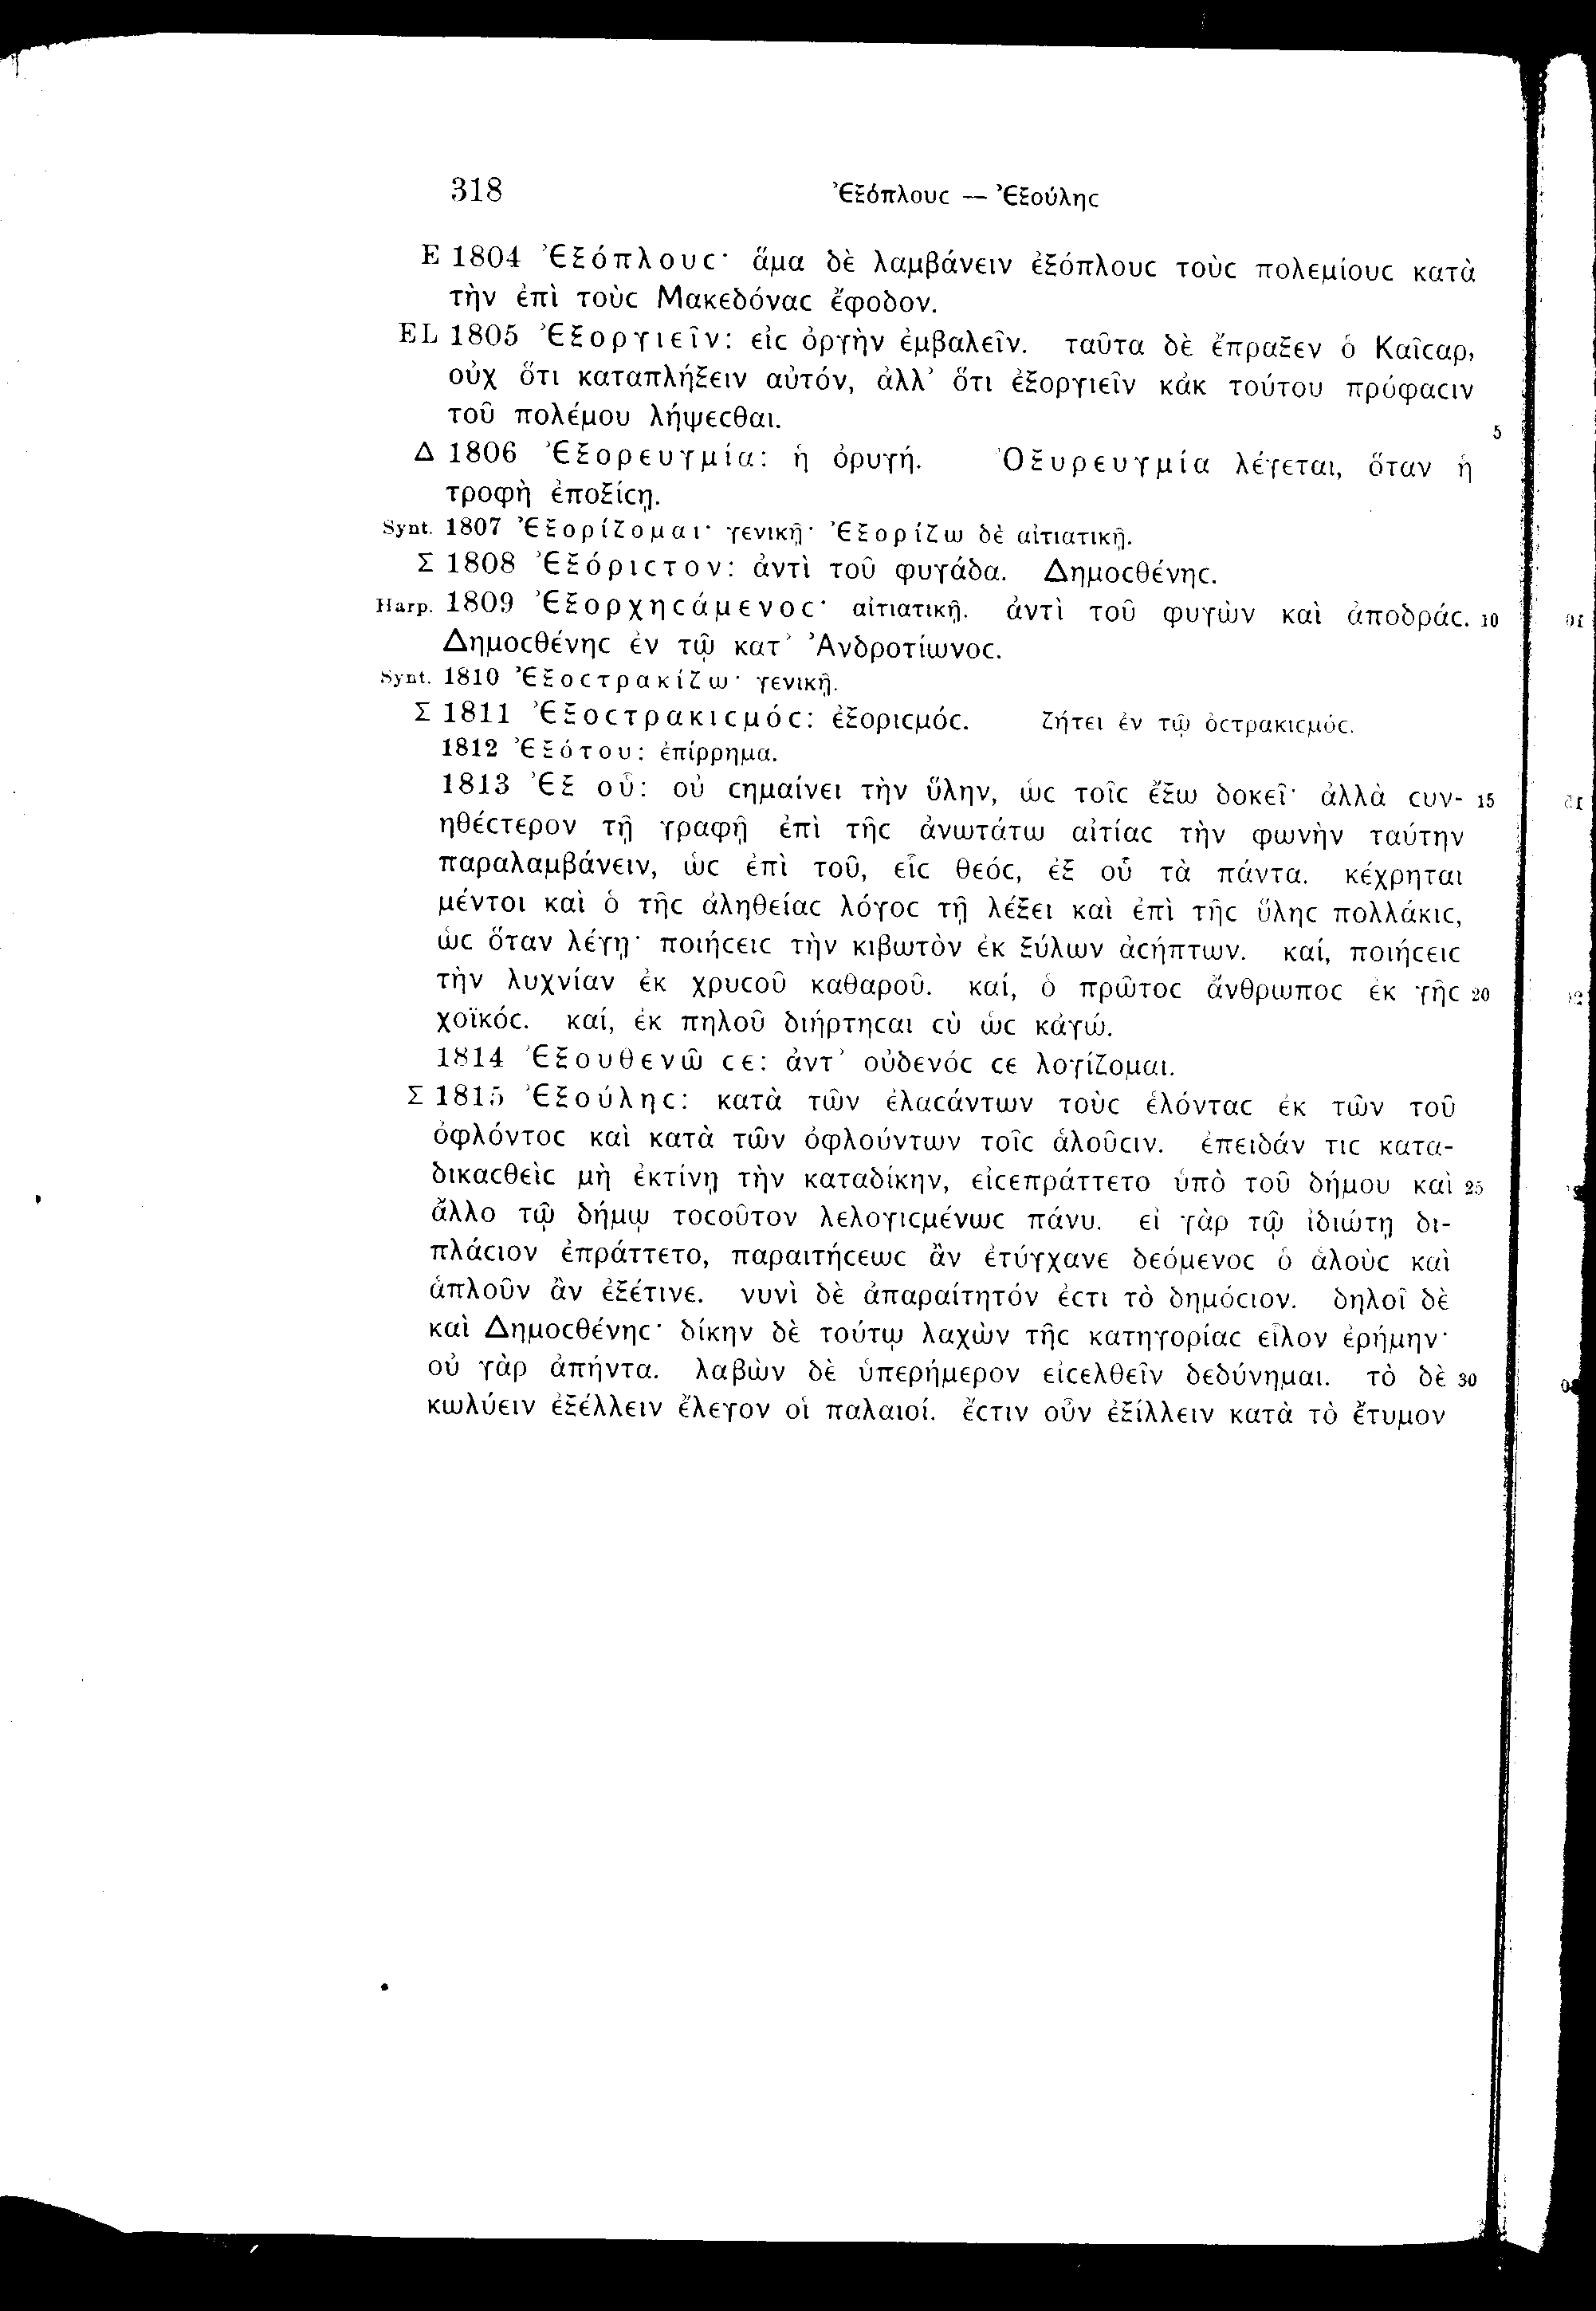 318 Ἐξόπλουϲ — Ἐξούληϲ
E 1804 Ἐξόπλουϲ· ἅμα δὲ λαμβάνειν ἐξόπλουϲ τοὺϲ πολεμίουϲ κατὰ
τὴν ἐπὶ τοὺϲ Μακεδόναϲ ἔφοδον.
EL 1805 Ἐξοργιεῖν: εἰϲ ὀργὴν ἐμβαλεῖν. ταῦτα δὲ ἔπραξεν ὁ Καῖϲαρ,
οὐχ ὅτι καταπλήξειν αὐτόν, ἀλλ’ ὅτι ἐξοργιεῖν κἀκ τούτου πρόφαϲιν
τοῦ πολέμου λήψεϲθαι. 5
Δ 1806 Ἐξορευγμία: ἡ ὀρυγή. Ὀξυρευγμία λέγεται, ὅταν ἡ
τροφὴ ἐποξίϲῃ.
Synt. 1807 Ἐξορίζομαι· γενικῇ· Ἐξορίζω δὲ αἰτιατικῇ.
Σ 1808 Ἐξόριϲτον: ἀντὶ τοῦ φυγάδα. Δημοϲθένηϲ.
Harp. 1809 Ἐξορχηϲάμενοϲ· αἰτιατικῇ. ἀντὶ τοῦ φυγὼν καὶ ἀποδράϲ. 10
Δημοϲθένηϲ ἐν τῷ κατ’ Ἀνδροτίωνοϲ.
Synt. 1810 Ἐξοϲτρακίζω· γενικῇ.
Σ 1811 Ἐξοϲτρακιϲμόϲ: ἐξοριϲμόϲ. ζήτει ἐν τῷ ὀϲτρακιϲμόϲ.
1812 Ἐξότου: ἐπίρρημα.
1813 Ἐξ οὗ: οὐ ϲημαίνει τὴν ὕλην, ὡϲ τοῖϲ ἔξω δοκεῖ· ἀλλὰ ϲυν- 15
ηθέϲτερον τῇ γραφῇ ἐπὶ τῆϲ ἀνωτάτω αἰτίαϲ τὴν φωνὴν ταύτην
παραλαμβάνειν, ὡϲ ἐπὶ τοῦ, εἷϲ θεόϲ, ἐξ οὗ τὰ πάντα. κέχρηται
μέντοι καὶ ὁ τῆϲ ἀληθείαϲ λόγοϲ τῇ λέξει καὶ ἐπὶ τῆϲ ὕληϲ πολλάκιϲ,
ὡϲ ὅταν λέγῃ· ποιήϲειϲ τὴν κιβωτὸν ἐκ ξύλων ἀϲήπτων. καί, ποιήϲειϲ
τὴν λυχνίαν ἐκ χρυϲοῦ καθαροῦ. καί, ὁ πρῶτοϲ ἄνθρωποϲ ἐκ γῆϲ 20
χοϊκόϲ. καί, ἐκ πηλοῦ διήρτηϲαι ϲὺ ὡϲ κἀγώ.
1814 Ἐξουθενῶ ϲε: ἀντ’ οὐδενόϲ ϲε λογίζομαι.
Σ 1815 Ἐξούληϲ: κατὰ τῶν ἐλαϲάντων τοὺϲ ἑλόνταϲ ἐκ τῶν τοῦ
ὀφλόντοϲ καὶ κατὰ τῶν ὀφλούντων τοῖϲ ἁλοῦϲιν. ἐπειδάν τιϲ κατα-
δικαϲθεὶϲ μὴ ἐκτίνῃ τὴν καταδίκην, εἰϲεπράττετο ὑπὸ τοῦ δήμου καὶ 25
ἄλλο τῷ δήμῳ τοϲοῦτον λελογιϲμένωϲ πάνυ. εἰ γὰρ τῷ ἰδιώτῃ δι-
πλάϲιον ἐπράττετο, παραιτήϲεωϲ ἂν ἐτύγχανε δεόμενοϲ ὁ ἁλοὺϲ καὶ
ἁπλοῦν ἂν ἐξέτινε. νυνὶ δὲ ἀπαραίτητόν ἐϲτι τὸ δημόϲιον. δηλοῖ δὲ
καὶ Δημοϲθένηϲ· δίκην δὲ τούτῳ λαχὼν τῆϲ κατηγορίαϲ εἷλον ἐρήμην·
οὐ γὰρ ἀπήντα. λαβὼν δὲ ὑπερήμερον εἰϲελθεῖν δεδύνημαι. τὸ δὲ 30
κωλύειν ἐξέλλειν ἔλεγον οἱ παλαιοί. ἔϲτιν οὖν ἐξίλλειν κατὰ τὸ ἔτυμον